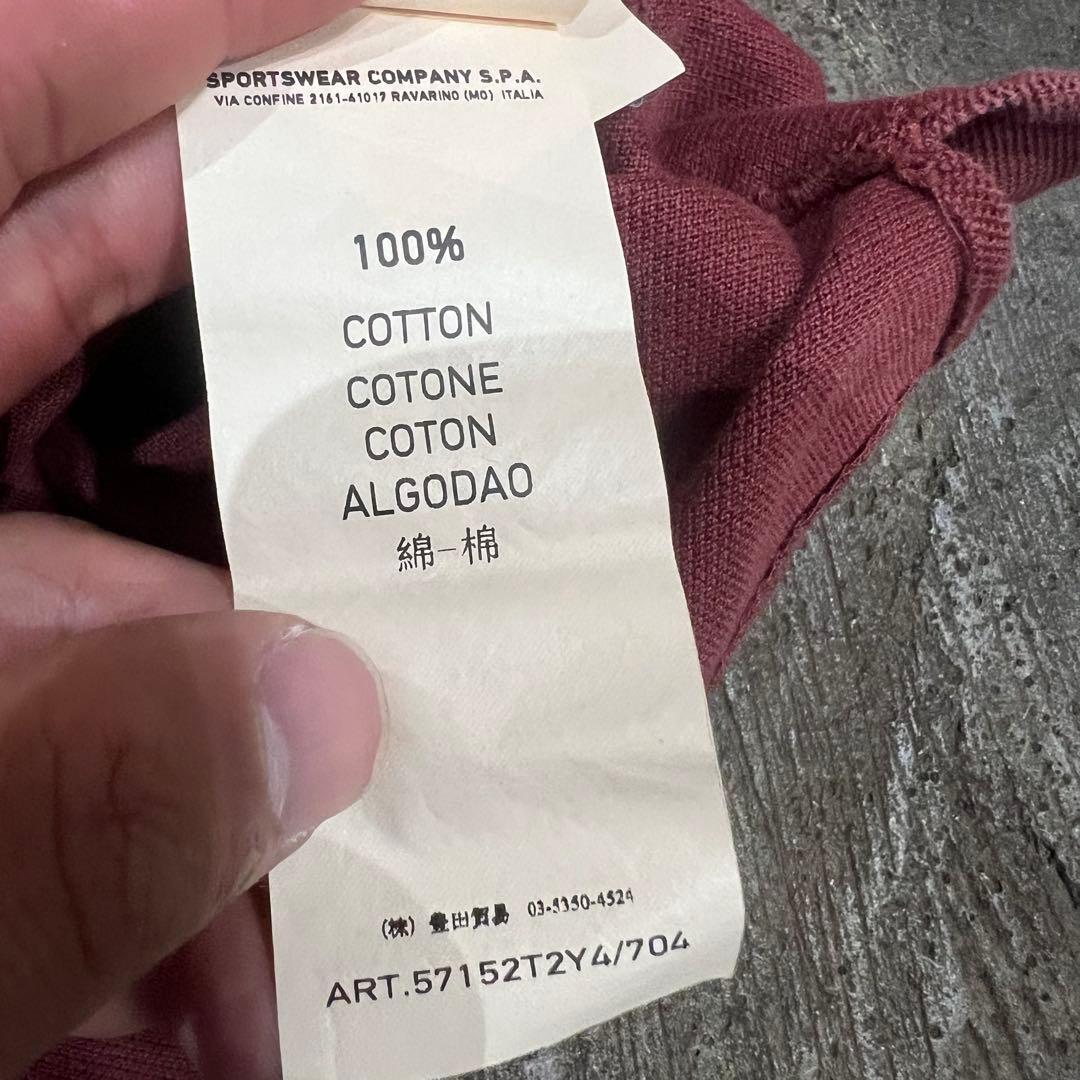 SPORTSWEAR COMPANY S.P.A.
VIA CONFINE 2161-41017 RAVARINO (MO) ITALIA
100%
COTTON
COTONE
COTON
ALGODAO
綿-棉
(株) 豊田貿易 03-5350-4524
ART.57152T2Y4/704